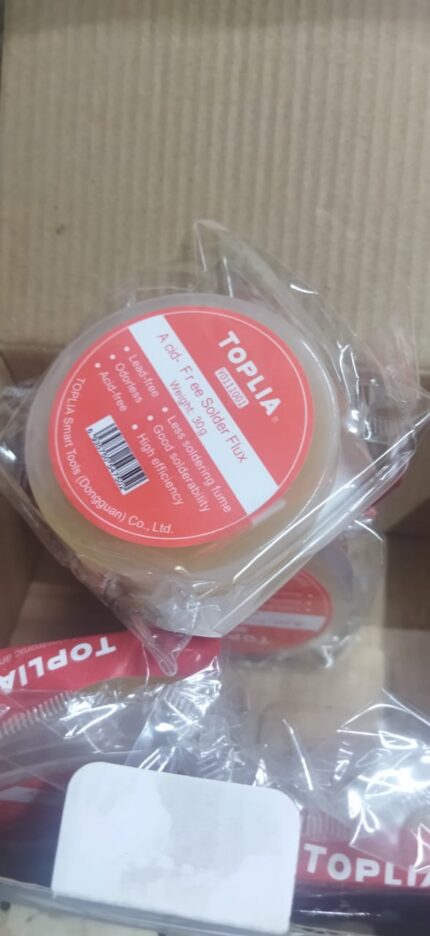 TOPLIA®
Acid-Free Solder Flux
Weight: 30g
• Lead-free
• Odorless
• Acid-free
• Less soldering fume
• Good solderability
• High efficiency
TOPLIA Smart Tools (Dongguan) Co., Ltd.
TOPLIA
TOPLIA